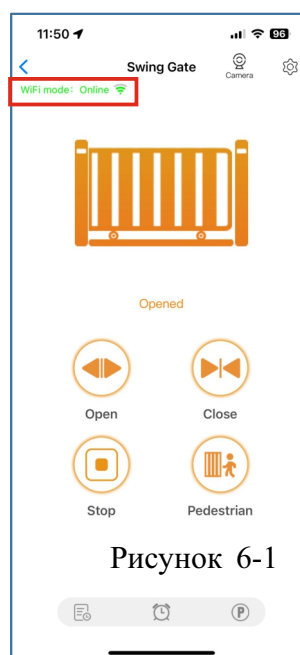 11:50 96
Swing Gate
Camera
WiFi mode: Online
Opened
Open Close
Stop Pedestrian
Рисунок 6-1
P